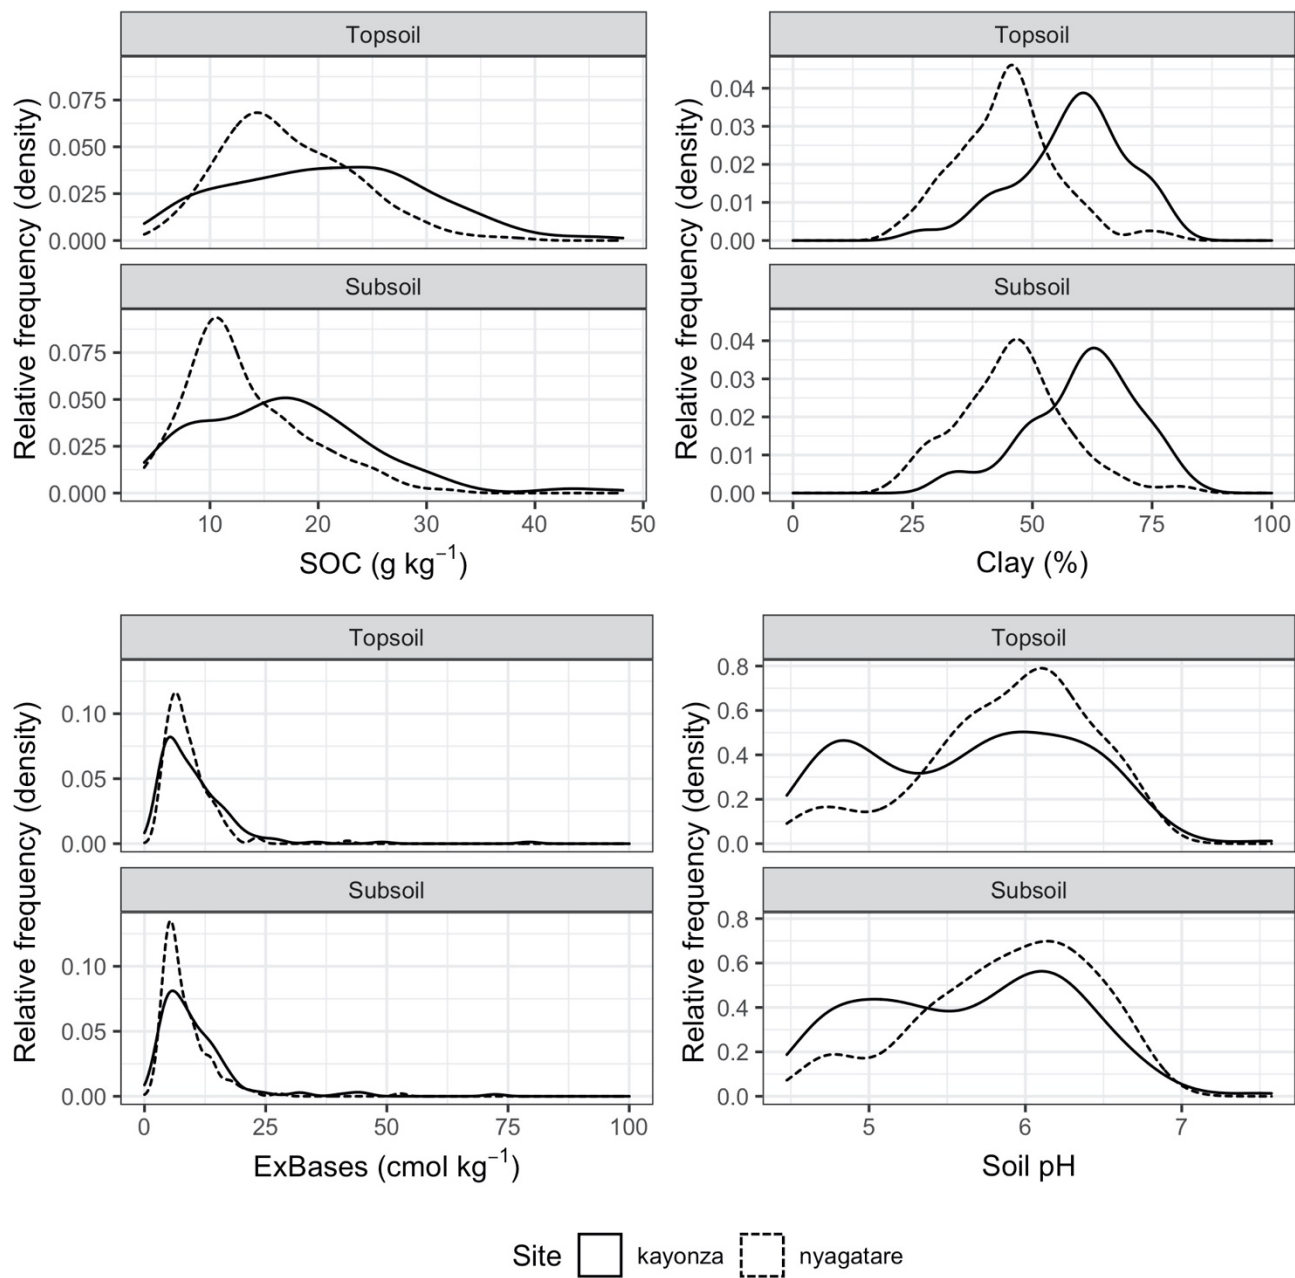 Topsoil
Relative frequency (density)
0.075
0.050
0.025
0.000
Subsoil
Relative frequency (density)
0.075
0.050
0.025
0.000
10 20 30 40 50
SOC (g kg⁻¹)
Topsoil
Relative frequency (density)
0.04
0.03
0.02
0.01
0.00
Subsoil
Relative frequency (density)
0.04
0.03
0.02
0.01
0.00
0 25 50 75 100
Clay (%)
Topsoil
Relative frequency (density)
0.10
0.05
0.00
Subsoil
Relative frequency (density)
0.10
0.05
0.00
0 25 50 75 100
ExBases (cmol kg⁻¹)
Topsoil
Relative frequency (density)
0.8
0.6
0.4
0.2
0.0
Subsoil
Relative frequency (density)
0.8
0.6
0.4
0.2
0.0
5 6 7
Soil pH
Site kayonza nyagatare